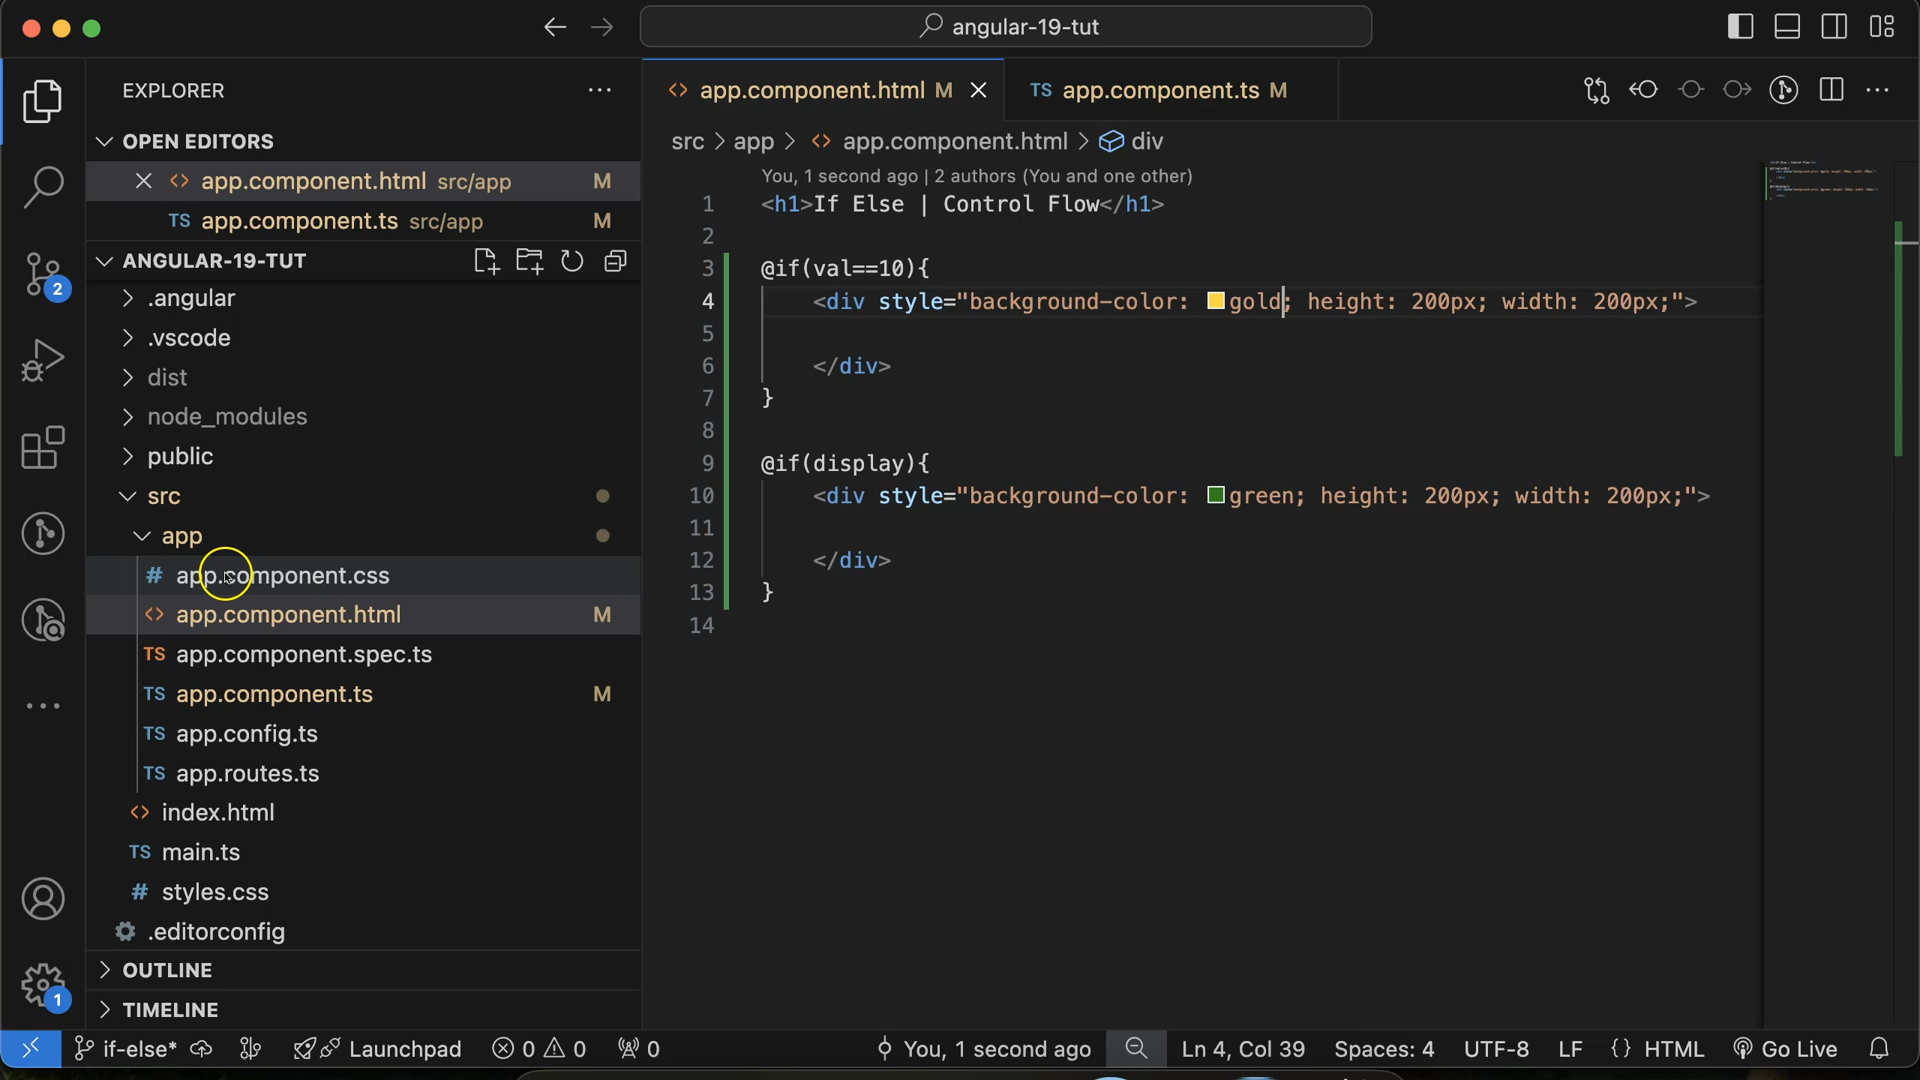 angular-19-tut
EXPLORER
OPEN EDITORS
app.component.html src/app M
TS app.component.ts src/app M
ANGULAR-19-TUT
.angular
.vscode
dist
node_modules
public
src
app
# app.component.css
<> app.component.html M
TS app.component.spec.ts
TS app.component.ts M
TS app.config.ts
TS app.routes.ts
<> index.html
TS main.ts
# styles.css
.editorconfig
OUTLINE
TIMELINE
2
1
<> app.component.html M
TS app.component.ts M
src > app > <> app.component.html > div
You, 1 second ago | 2 authors (You and one other)
1 <h1>If Else | Control Flow</h1>
2
3 @if(val==10){
4 <div style="background-color: gold; height: 200px; width: 200px;">
5
6 </div>
7 }
8
9 @if(display){
10 <div style="background-color: green; height: 200px; width: 200px;">
11
12 </div>
13 }
14
if-else* Launchpad 0 0 0 You, 1 second ago Ln 4, Col 39 Spaces: 4 UTF-8 LF {} HTML Go Live